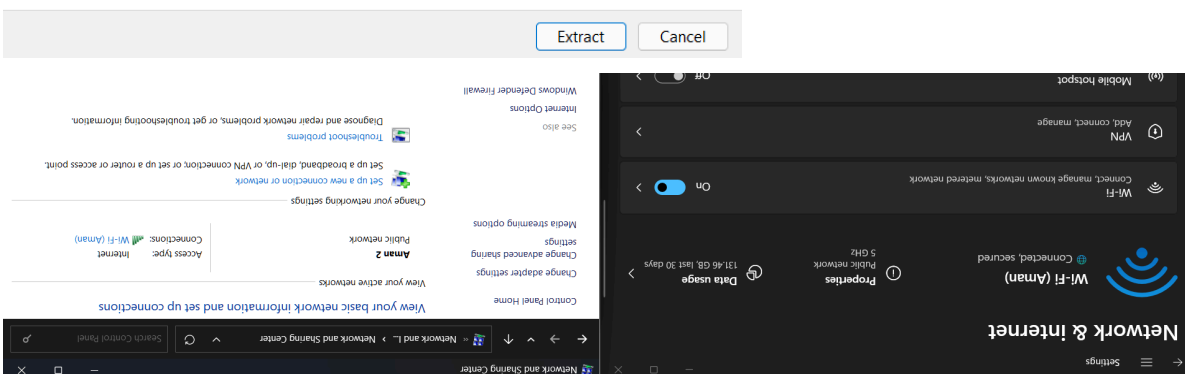 Extract
Cancel
Settings
Network & internet
Wi-Fi (Aman)
Connected, secured
Properties
Public network
5 GHz
Data usage
131.46 GB, last 30 days
Wi-Fi
Connect, manage known networks, metered network
On
VPN
Add, connect, manage
Mobile hotspot
Off
Network and Sharing Center
« Network and I... › Network and Sharing Center
Search Control Panel
Control Panel Home
Change adapter settings
Change advanced sharing
settings
Media streaming options
See also
Internet Options
Windows Defender Firewall
View your basic network information and set up connections
View your active networks
Aman 2
Public network
Access type: Internet
Connections: Wi-Fi (Aman)
Change your networking settings
Set up a new connection or network
Set up a broadband, dial-up, or VPN connection; or set up a router or access point.
Troubleshoot problems
Diagnose and repair network problems, or get troubleshooting information.